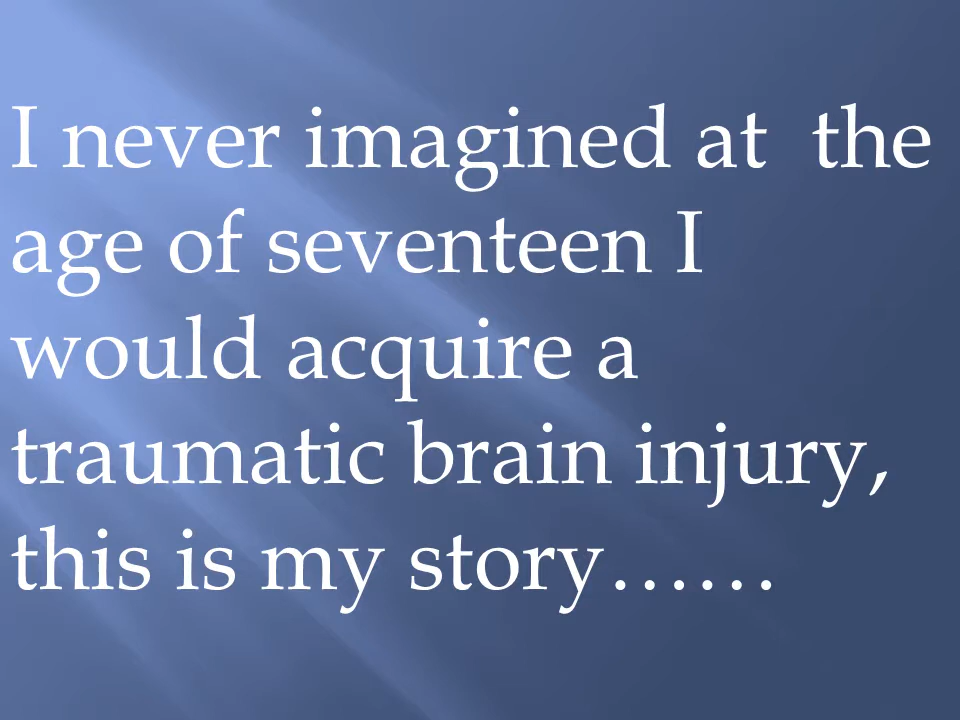 I never imagined at  the
age of seventeen I
would acquire a
traumatic brain injury,
this is my story……